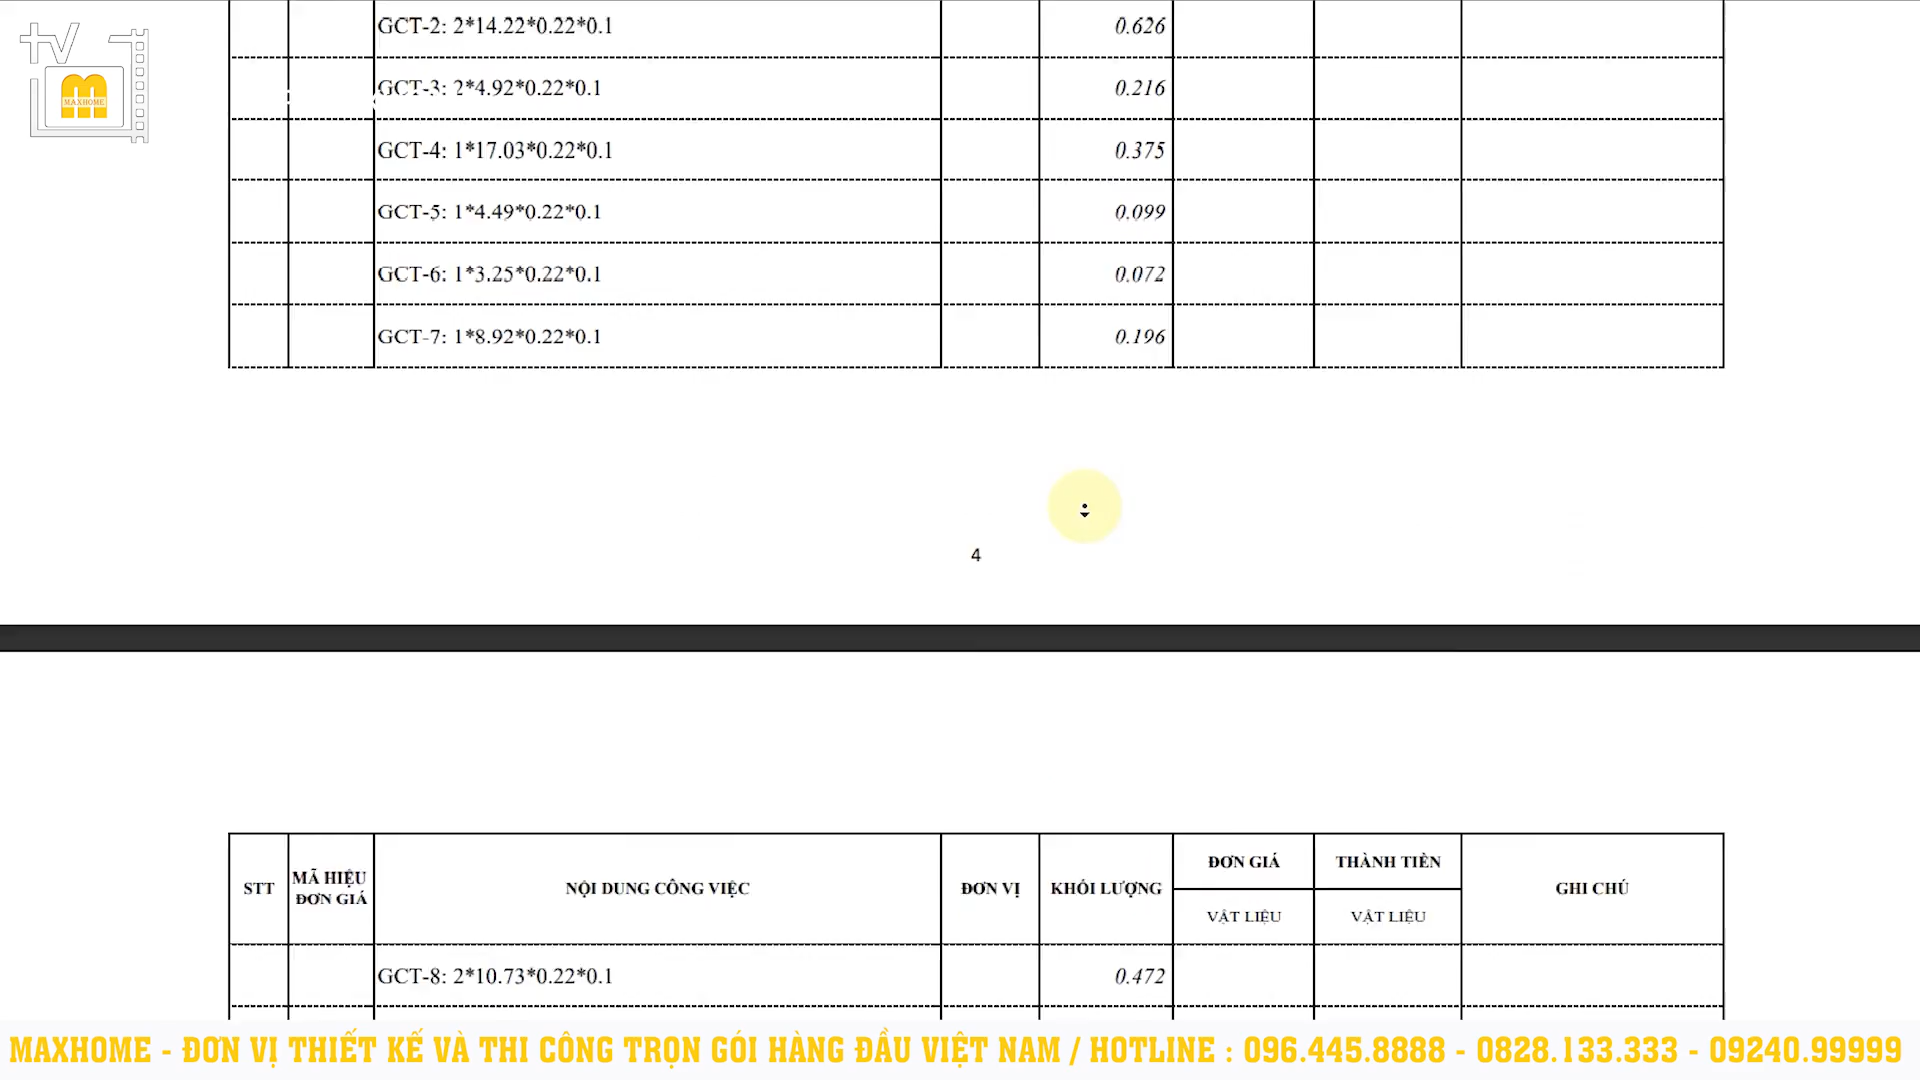 tv
MAXHOME
GCT-2: 2*14.22*0.22*0.1 0.626
GCT-3: 2*4.92*0.22*0.1 0.216
GCT-4: 1*17.03*0.22*0.1 0.375
GCT-5: 1*4.49*0.22*0.1 0.099
GCT-6: 1*3.25*0.22*0.1 0.072
GCT-7: 1*8.92*0.22*0.1 0.196
4
STT MÃ HIỆU ĐƠN GIÁ NỘI DUNG CÔNG VIỆC ĐƠN VỊ KHỐI LƯỢNG ĐƠN GIÁ THÀNH TIỀN GHI CHÚ
VẬT LIỆU VẬT LIỆU
GCT-8: 2*10.73*0.22*0.1 0.472
MAXHOME - ĐƠN VỊ THIẾT KẾ VÀ THI CÔNG TRỌN GÓI HÀNG ĐẦU VIỆT NAM / HOTLINE : 096.445.8888 - 0828.133.333 - 09240.99999